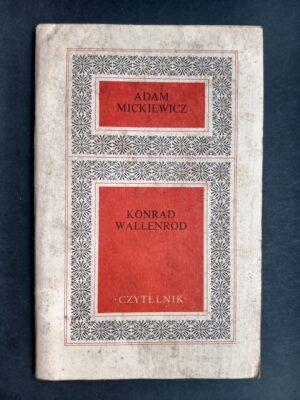 ADAM
MICKIEWICZ
KONRAD
WALLENROD
·CZYTELNIK·